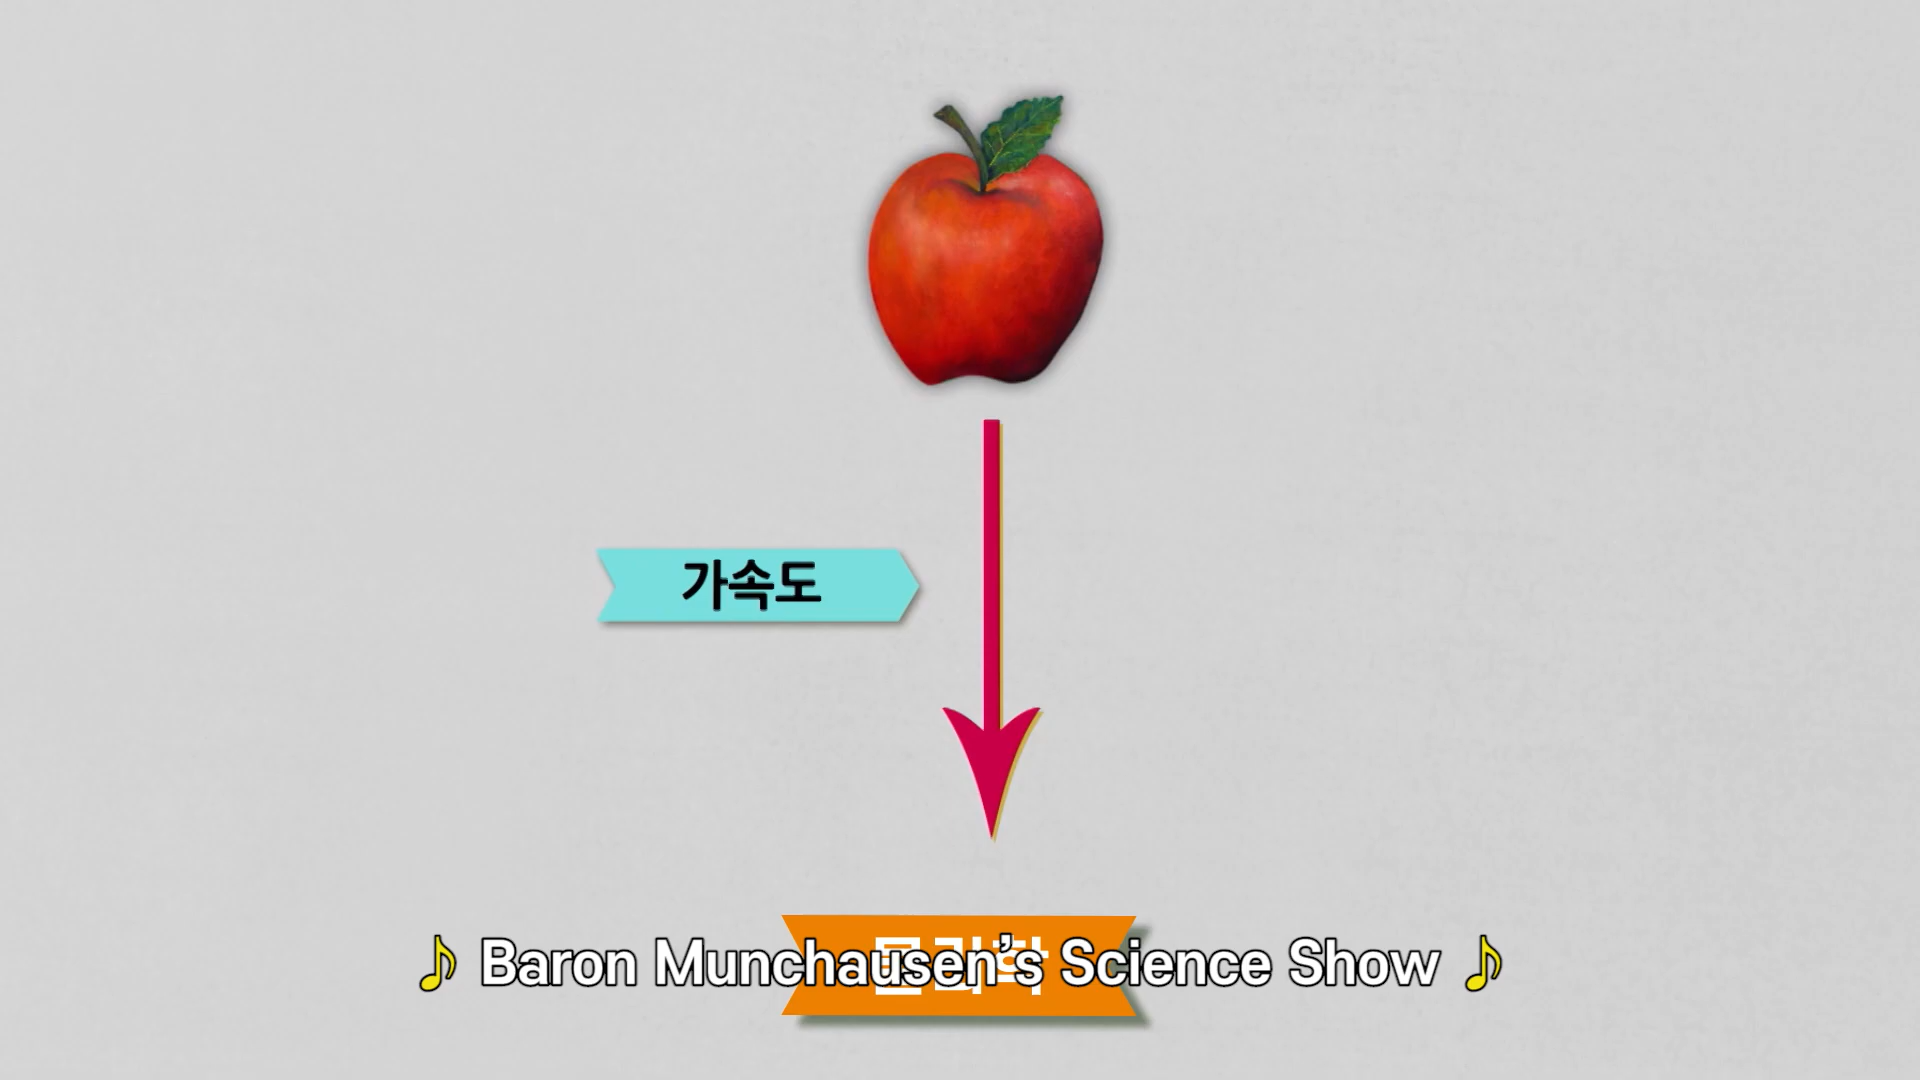 가속도
♪ Baron Munchausen's Science Show ♪